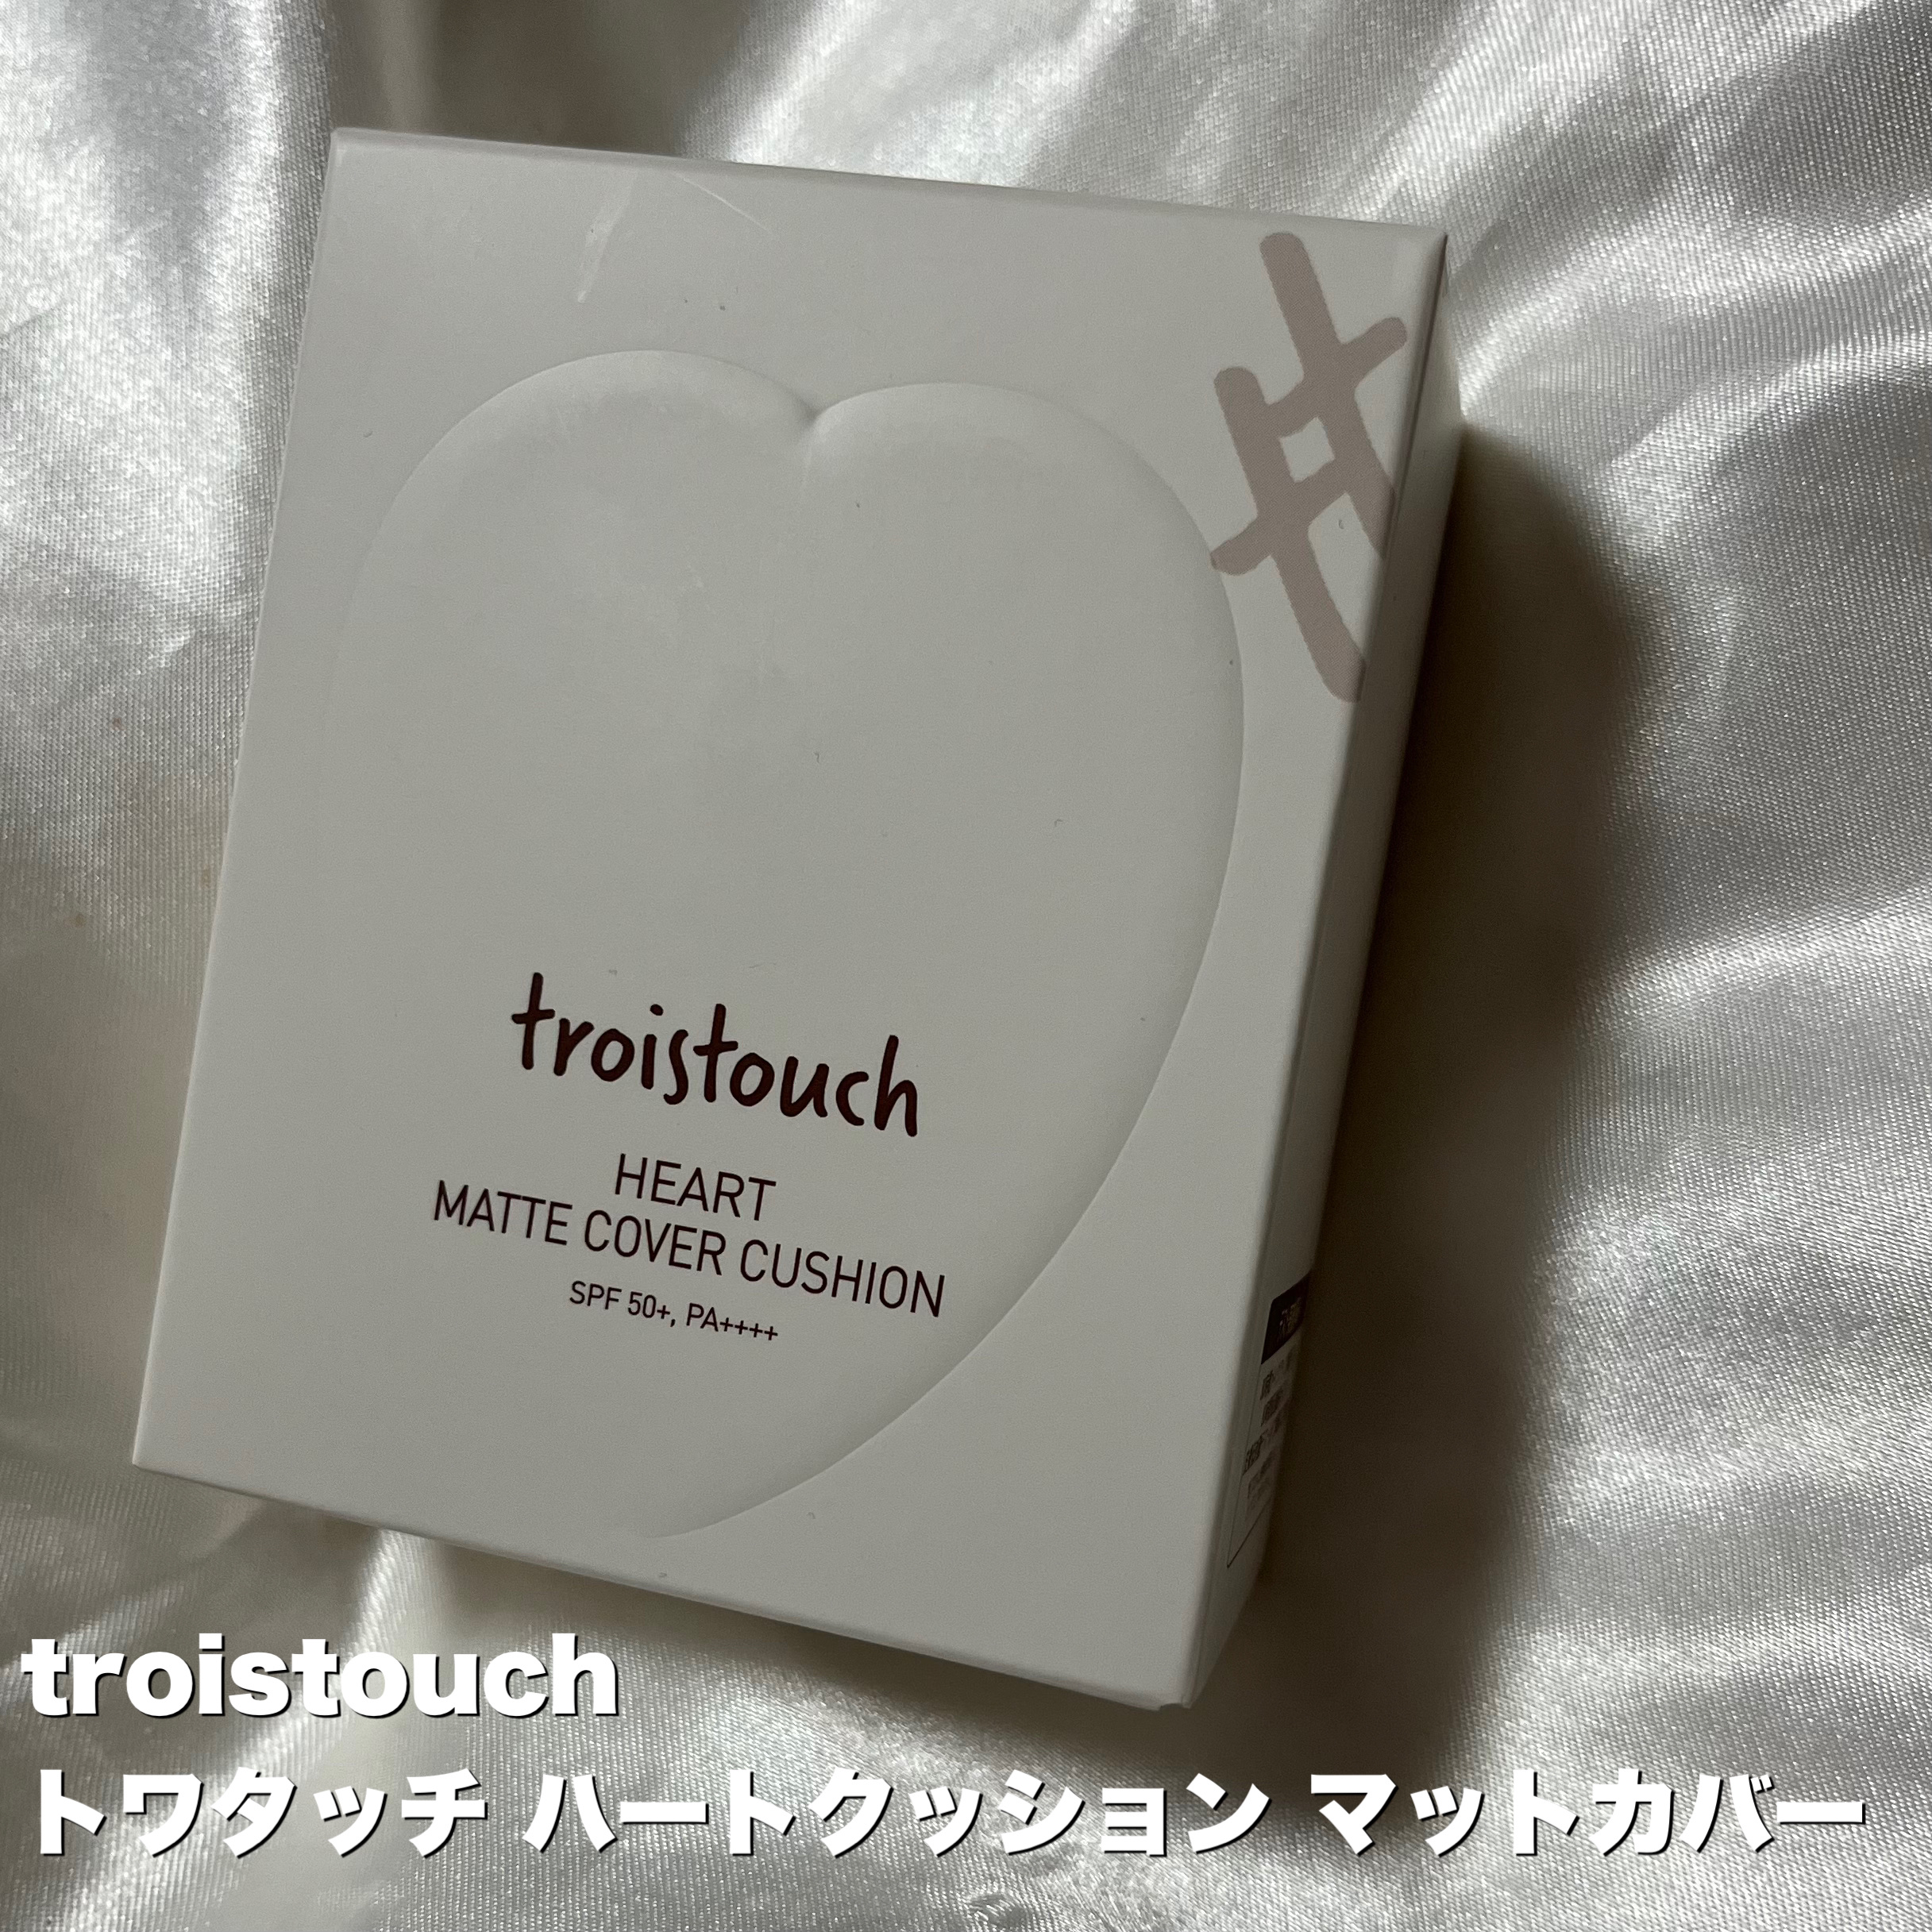 troistouch
HEART
MATTE COVER CUSHION
SPF 50+, PA++++
troistouch
トワタッチ ハートクッション マットカバー